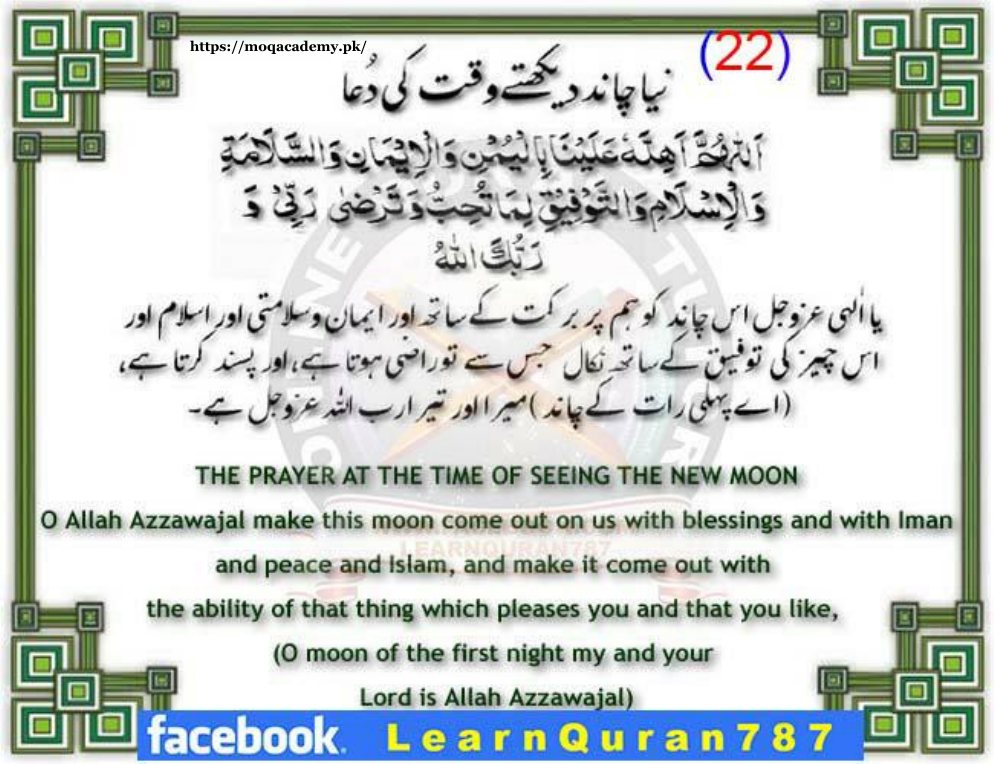 https://moqacademy.pk/
(22)
نیا چاند دیکھتے وقت کی دُعا
اَللّٰهُمَّ اَهِلَّهٗ عَلَيْنَا بِالْيُمْنِ وَالْاِيْمَانِ وَالسَّلَامَةِ
وَالْاِسْلَامِ وَالتَّوْفِيْقِ لِمَا تُحِبُّ وَتَرْضٰى رَبِّىْ وَ
رَبُّكَ اللّٰهُ
یا اُلٰہی عزوجل اس چاند کو ہم پر برکت کے ساتھ اور ایمان وسلامتی اور اسلام اور
اس چیز کی توفیق کے ساتھ نکال جس سے تو راضی ہوتا ہے، اور پسند کرتا ہے،
(اے پہلی رات کے چاند) میرا اور تیرا رب اللہ عزوجل ہے۔
THE PRAYER AT THE TIME OF SEEING THE NEW MOON
O Allah Azzawajal make this moon come out on us with blessings and with Iman
and peace and Islam, and make it come out with
the ability of that thing which pleases you and that you like,
(O moon of the first night my and your
Lord is Allah Azzawajal)
ONLINE TUTOR
LEARNQURAN787
facebook. LearnQuran787